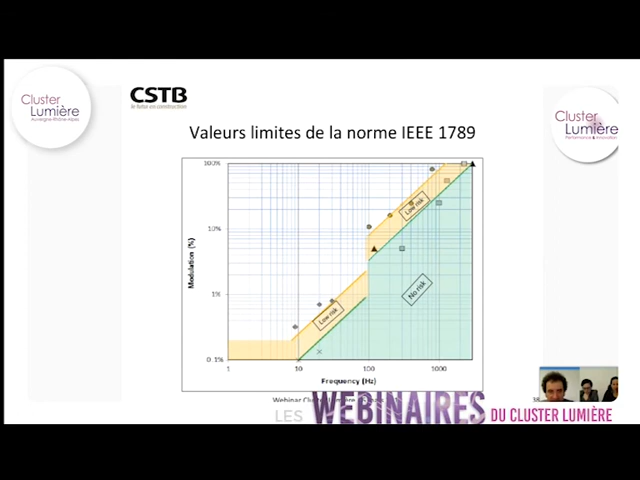 Cluster
Lumière
Auvergne-Rhône-Alpes
CSTB
le futur en construction
Cluster
Lumière
Performance & Innovation
Valeurs limites de la norme IEEE 1789
100%
10%
1%
0.1%
Modulation (%)
Low risk
Low risk
No risk
1
10
100
1000
Frequency (Hz)
LES WEBINAIRES DU CLUSTER LUMIÈRE